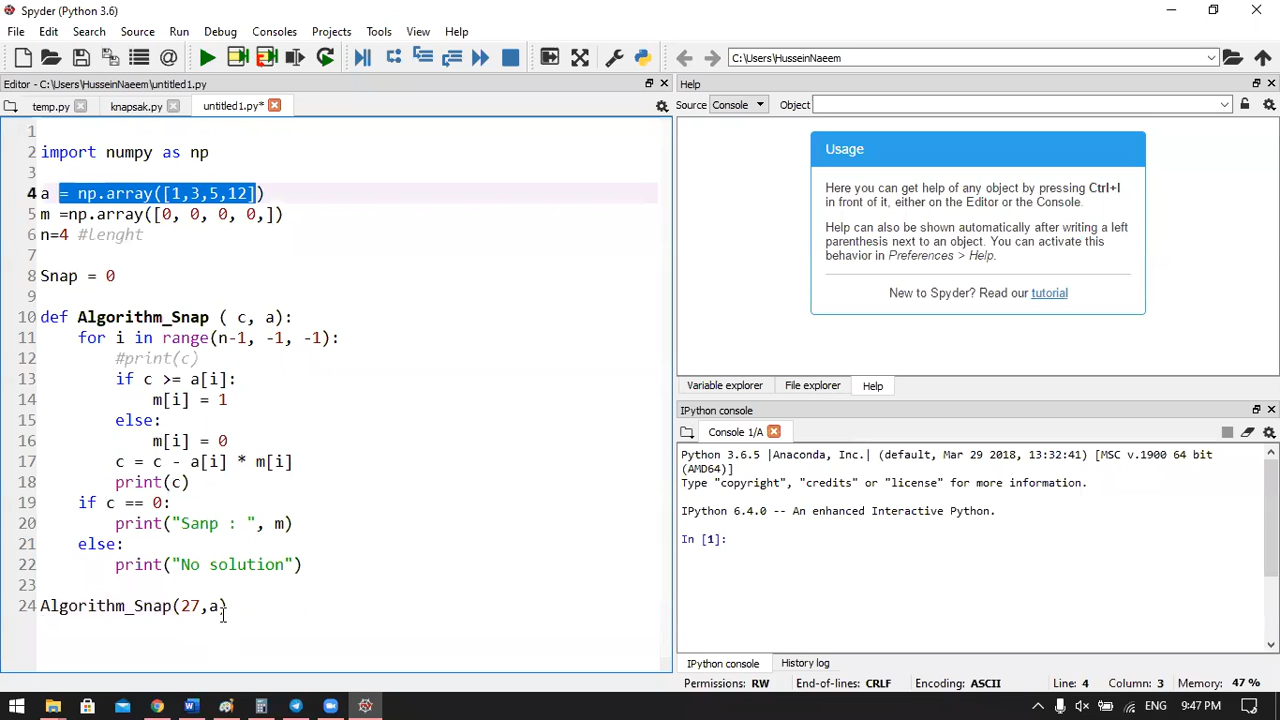 Spyder (Python 3.6)
File Edit Search Source Run Debug Consoles Projects Tools View Help
C:\Users\HusseinNaeem
Editor - C:\Users\HusseinNaeem\untitled1.py
Help
temp.py knapsak.py untitled1.py*
Source Console Object
1
2 import numpy as np
3
4 a = np.array([1,3,5,12])
5 m =np.array([0, 0, 0, 0,])
6 n=4 #lenght
7
8 Snap = 0
9
10 def Algorithm_Snap ( c, a):
11 for i in range(n-1, -1, -1):
12 #print(c)
13 if c >= a[i]:
14 m[i] = 1
15 else:
16 m[i] = 0
17 c = c - a[i] * m[i]
18 print(c)
19 if c == 0:
20 print("Sanp : ", m)
21 else:
22 print("No solution")
23
24 Algorithm_Snap(27,a)
Usage
Here you can get help of any object by pressing Ctrl+I
in front of it, either on the Editor or the Console.
Help can also be shown automatically after writing a left
parenthesis next to an object. You can activate this
behavior in Preferences > Help.
New to Spyder? Read our tutorial
Variable explorer File explorer Help
IPython console
Console 1/A
Python 3.6.5 |Anaconda, Inc.| (default, Mar 29 2018, 13:32:41) [MSC v.1900 64 bit
(AMD64)]
Type "copyright", "credits" or "license" for more information.
IPython 6.4.0 -- An enhanced Interactive Python.
In [1]:
IPython console History log
Permissions: RW End-of-lines: CRLF Encoding: ASCII Line: 4 Column: 3 Memory: 47 %
ENG 9:47 PM